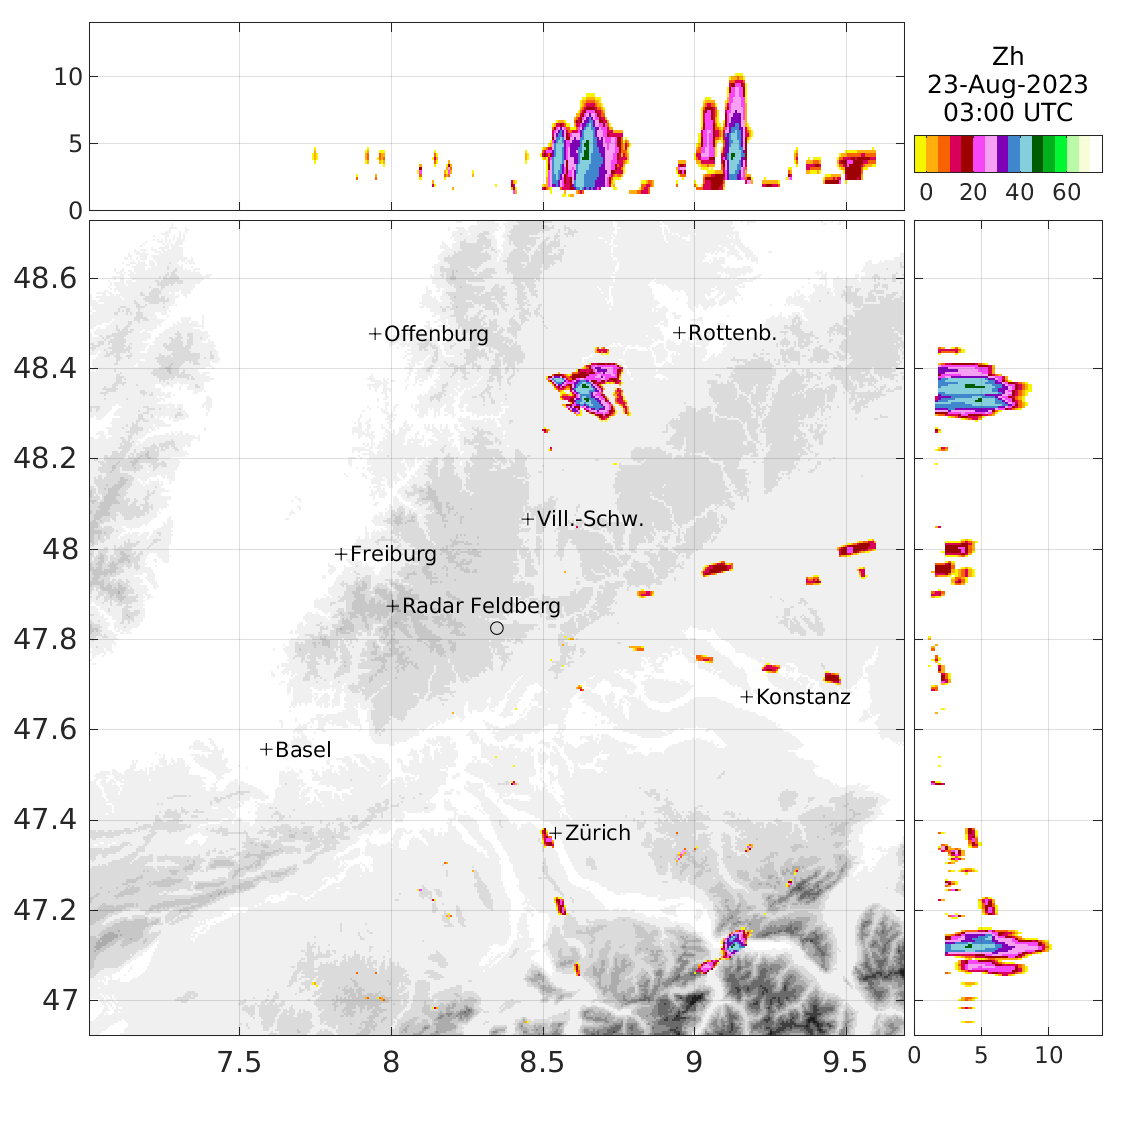 10
5
0
Zh
23-Aug-2023
03:00 UTC
0 20 40 60
48.6
48.4
48.2
48
47.8
47.6
47.4
47.2
47
Offenburg
Rottenb.
Vill.-Schw.
Freiburg
Radar Feldberg
Konstanz
Basel
Zürich
7.5 8 8.5 9 9.5
0 5 10